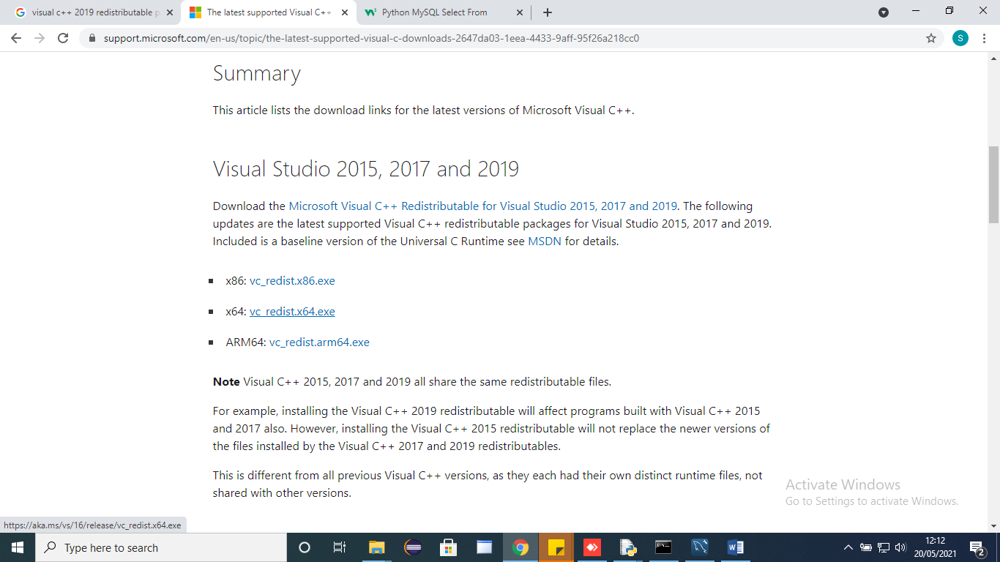 visual c++ 2019 redistributable p
The latest supported Visual C++
Python MySQL Select From
support.microsoft.com/en-us/topic/the-latest-supported-visual-c-downloads-2647da03-1eea-4433-9aff-95f26a218cc0
S
Summary
This article lists the download links for the latest versions of Microsoft Visual C++.
Visual Studio 2015, 2017 and 2019
Download the Microsoft Visual C++ Redistributable for Visual Studio 2015, 2017 and 2019. The following
updates are the latest supported Visual C++ redistributable packages for Visual Studio 2015, 2017 and 2019.
Included is a baseline version of the Universal C Runtime see MSDN for details.
x86: vc_redist.x86.exe
x64: vc_redist.x64.exe
ARM64: vc_redist.arm64.exe
Note Visual C++ 2015, 2017 and 2019 all share the same redistributable files.
For example, installing the Visual C++ 2019 redistributable will affect programs built with Visual C++ 2015
and 2017 also. However, installing the Visual C++ 2015 redistributable will not replace the newer versions of
the files installed by the Visual C++ 2017 and 2019 redistributables.
This is different from all previous Visual C++ versions, as they each had their own distinct runtime files, not
shared with other versions.
Activate Windows
Go to Settings to activate Windows.
https://aka.ms/vs/16/release/vc_redist.x64.exe
Type here to search
12:12
20/05/2021
2